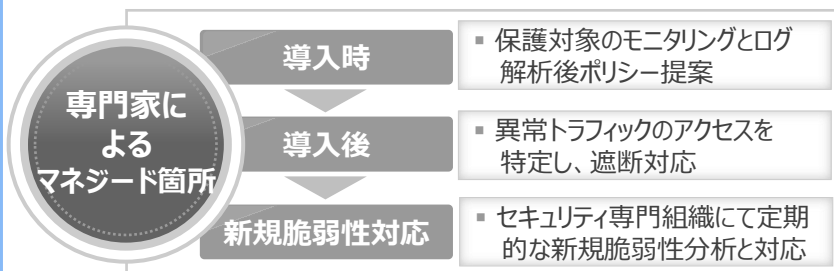 専門家に
よる
マネジード箇所
導入時
▪ 保護対象のモニタリングとログ
解析後ポリシー提案
導入後
▪ 異常トラフィックのアクセスを
特定し、遮断対応
新規脆弱性対応
▪ セキュリティ専門組織にて定期
的な新規脆弱性分析と対応